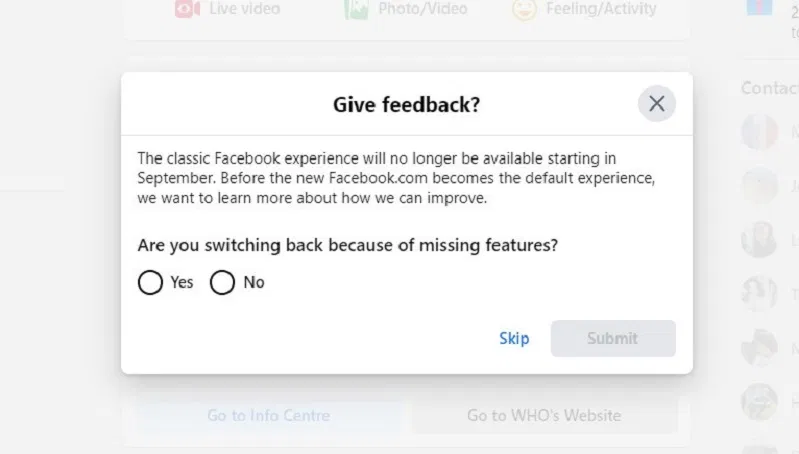 Live video
Photo/Video
Feeling/Activity
Give feedback?
The classic Facebook experience will no longer be available starting in
September. Before the new Facebook.com becomes the default experience,
we want to learn more about how we can improve.
Are you switching back because of missing features?
Yes
No
Skip
Submit
Go to Info Centre
Go to WHO's Website